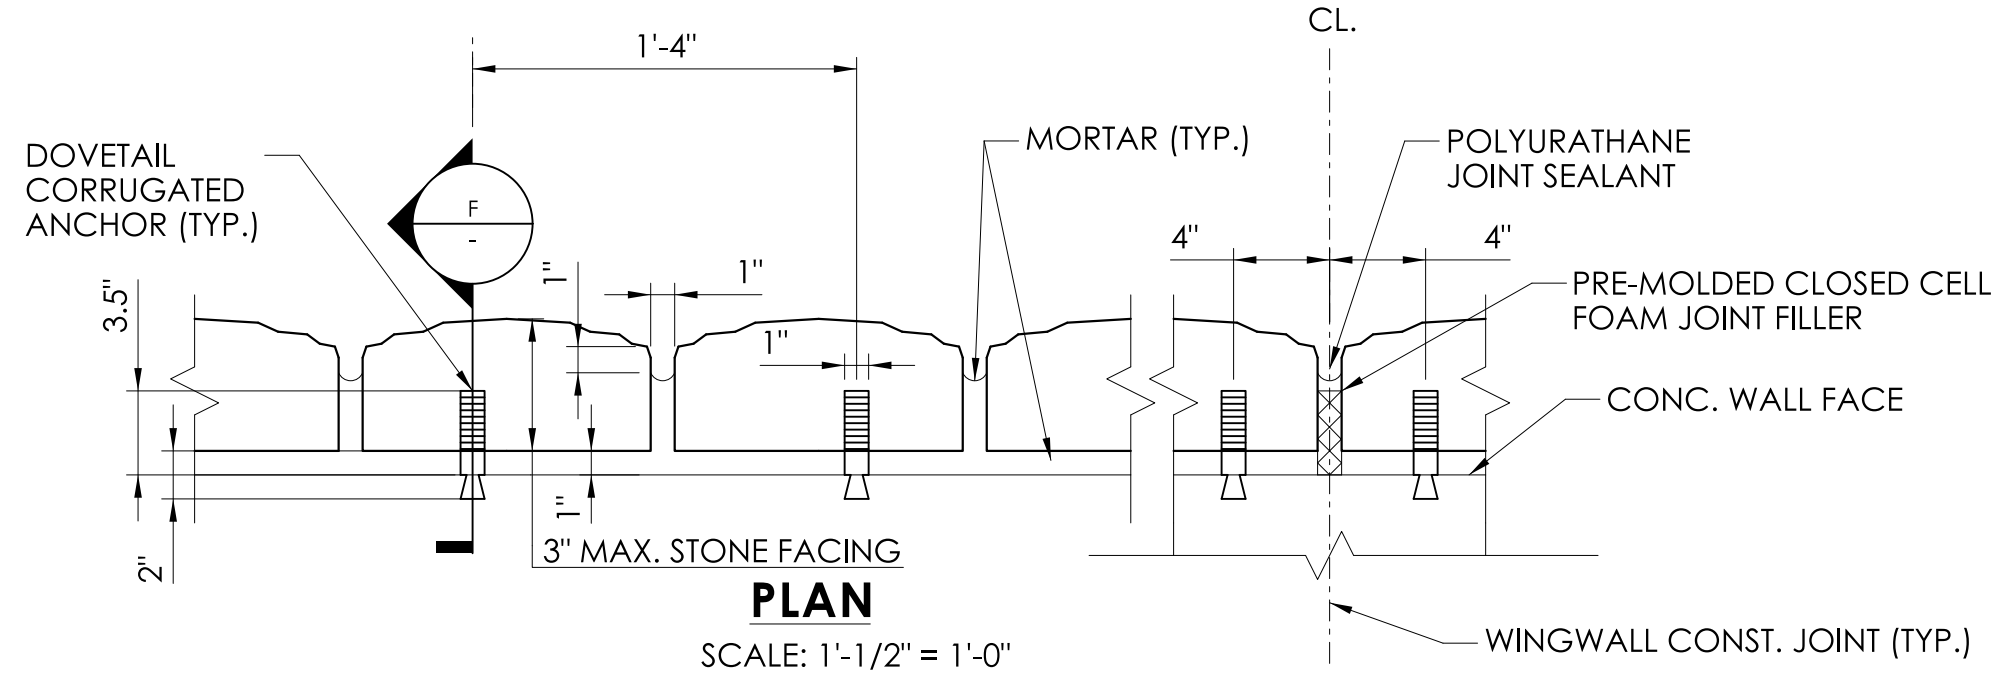 CL.
1'-4"
DOVETAIL
CORRUGATED
ANCHOR (TYP.)
MORTAR (TYP.)
POLYURATHANE
JOINT SEALANT
F
-
4"
4"
1"
1"
3.5"
PRE-MOLDED CLOSED CELL
FOAM JOINT FILLER
1"
CONC. WALL FACE
1"
2"
3" MAX. STONE FACING
PLAN
SCALE: 1'-1/2" = 1'-0"
WINGWALL CONST. JOINT (TYP.)